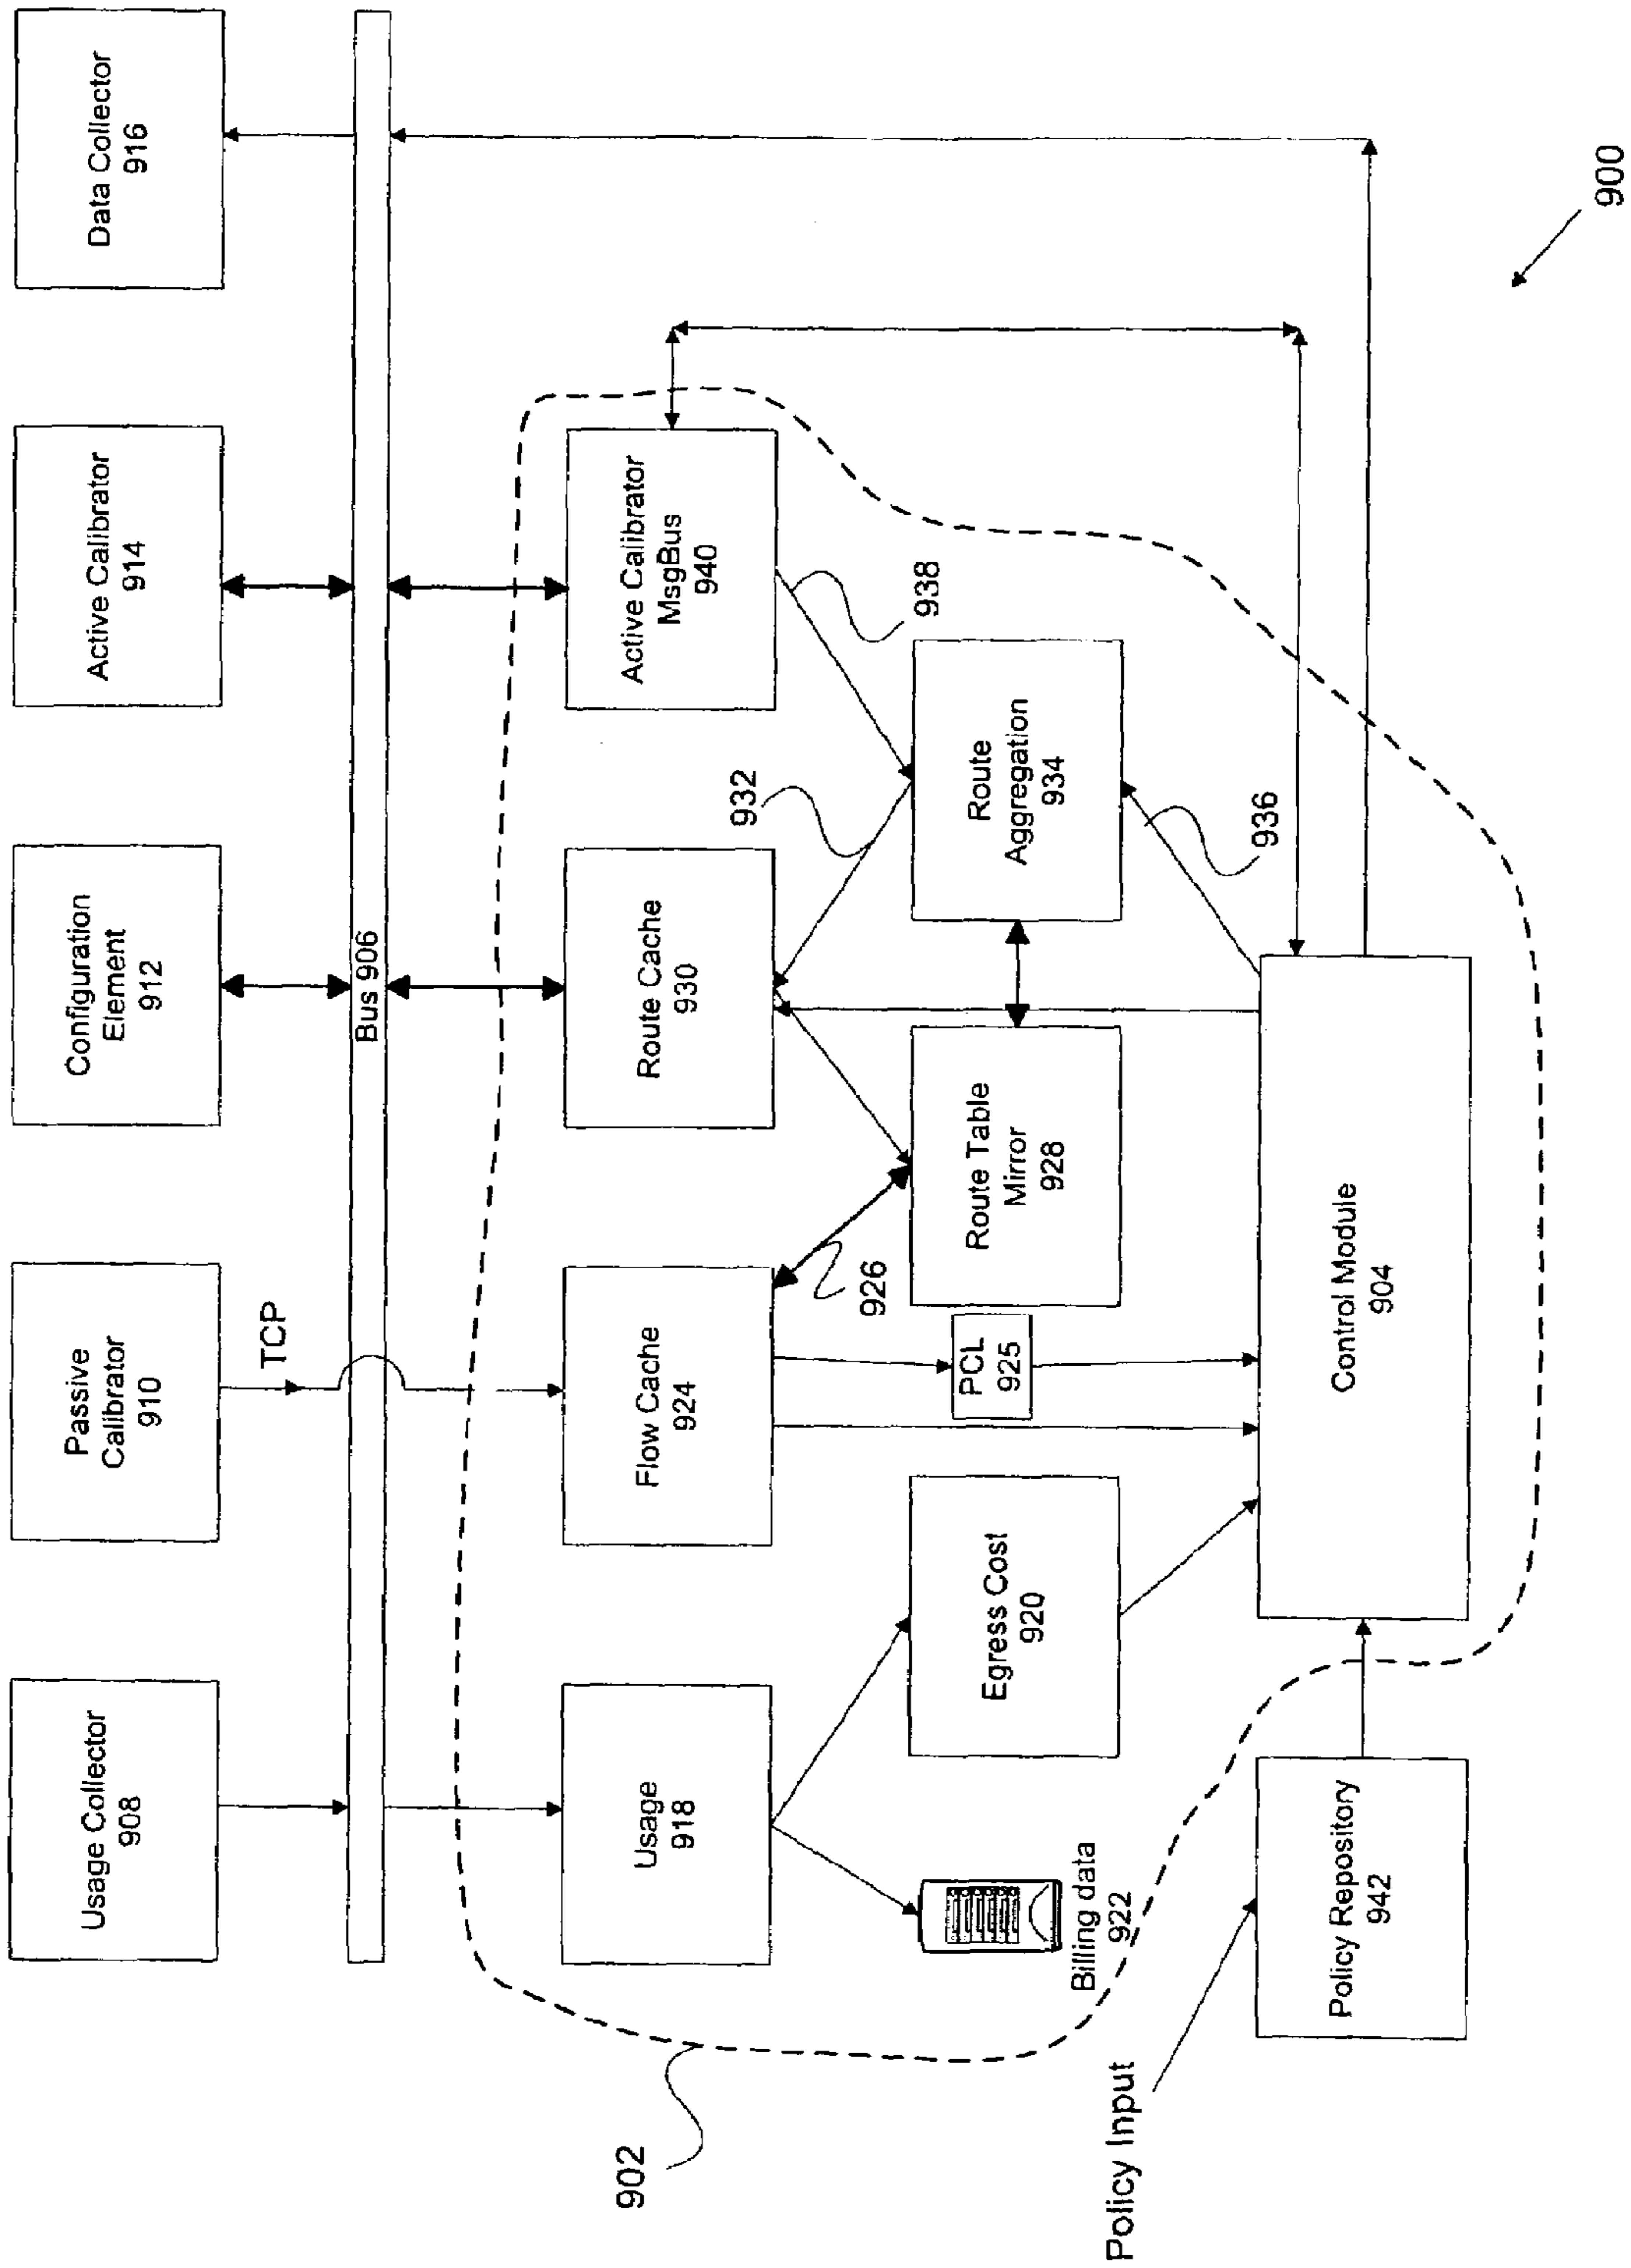 Usage Collector
908
Passive
Calibrator
910
Configuration
Element
912
Active Calibrator
914
Data Collector
916
TCP
Bus 906
902
Usage
918
Flow Cache
924
Route Cache
930
Active Calibrator
MsgBus
940
926
932
938
Billing data
922
Egress Cost
920
PCL
925
Route Table
Mirror
928
Route
Aggregation
934
936
Policy Input
Policy Repository
942
Control Module
904
900